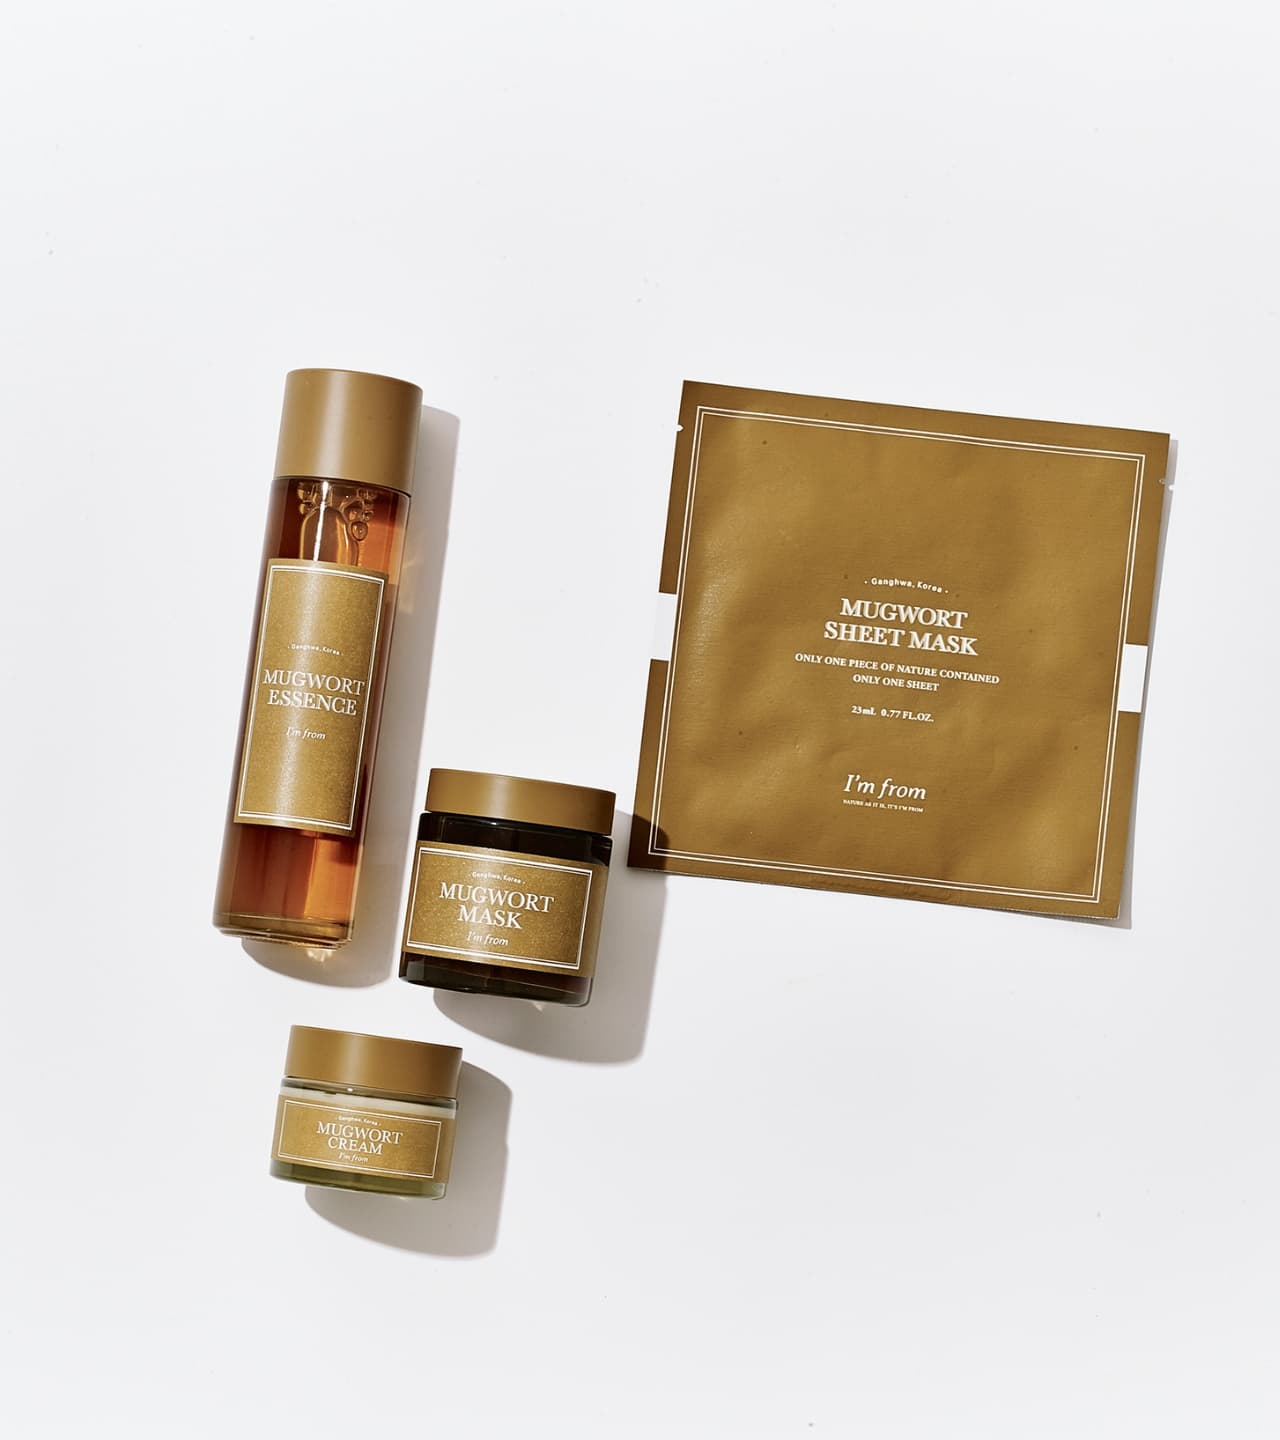 · Ganghwa, Korea ·
MUGWORT
ESSENCE
I'm from
· Ganghwa, Korea ·
MUGWORT
SHEET MASK
ONLY ONE PIECE OF NATURE CONTAINED
ONLY ONE SHEET
23mL 0.77 FL.OZ.
I'm from
NATURE AS IT IS, IT'S I'M FROM
· Ganghwa, Korea ·
MUGWORT
MASK
I'm from
· Ganghwa, Korea ·
MUGWORT
CREAM
I'm from